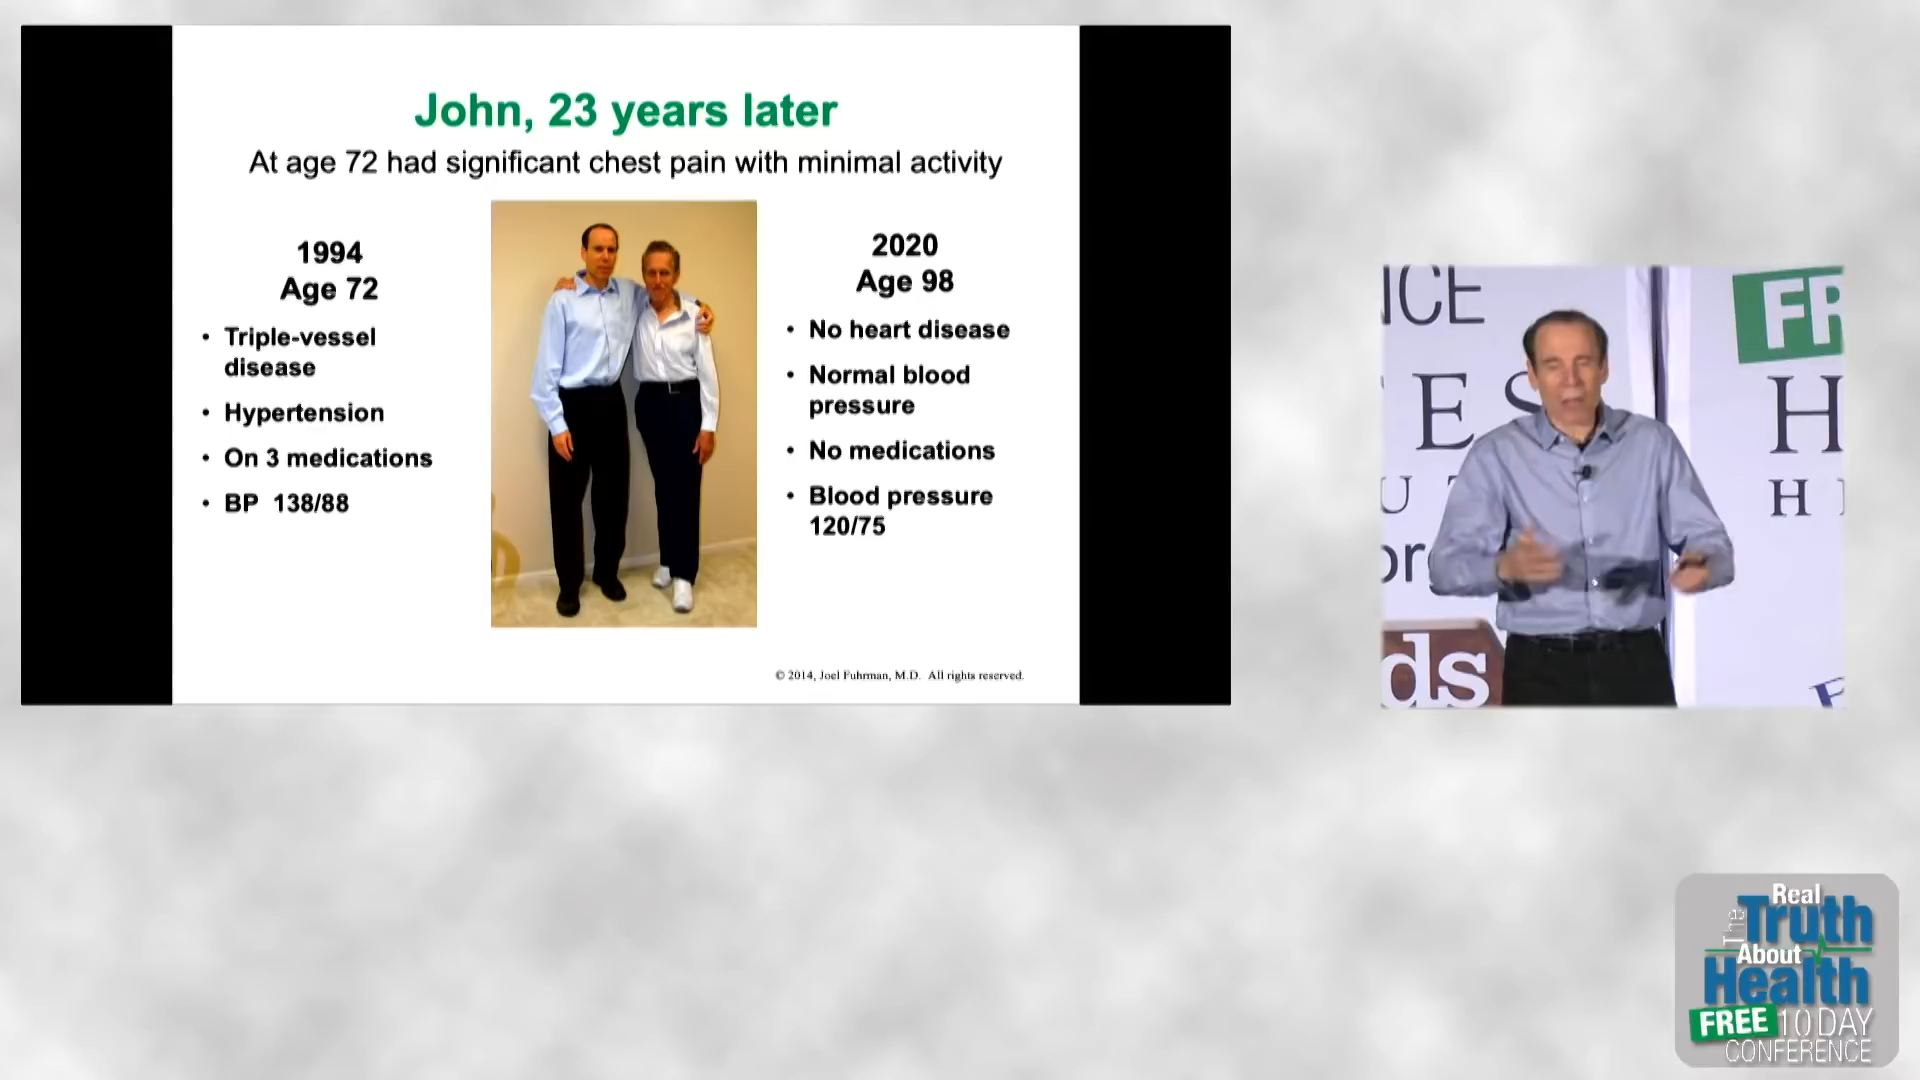 John, 23 years later
At age 72 had significant chest pain with minimal activity
1994
Age 72
• Triple-vessel
disease
• Hypertension
• On 3 medications
• BP 138/88
2020
Age 98
• No heart disease
• Normal blood
pressure
• No medications
• Blood pressure
120/75
© 2014, Joel Fuhrman, M.D. All rights reserved.
FR
H
H
ds
The Real
Truth
About
Health
FREE 10 DAY
CONFERENCE